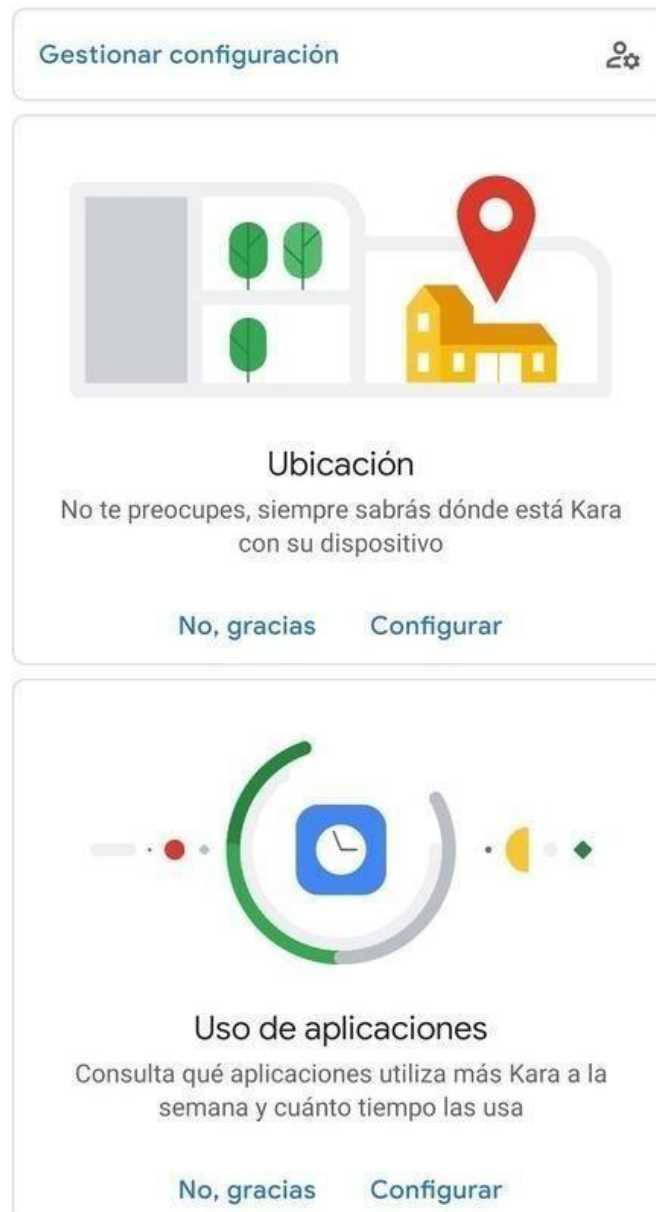 Gestionar configuración
Ubicación
No te preocupes, siempre sabrás dónde está Kara
con su dispositivo
No, gracias Configurar
Uso de aplicaciones
Consulta qué aplicaciones utiliza más Kara a la
semana y cuánto tiempo las usa
No, gracias Configurar